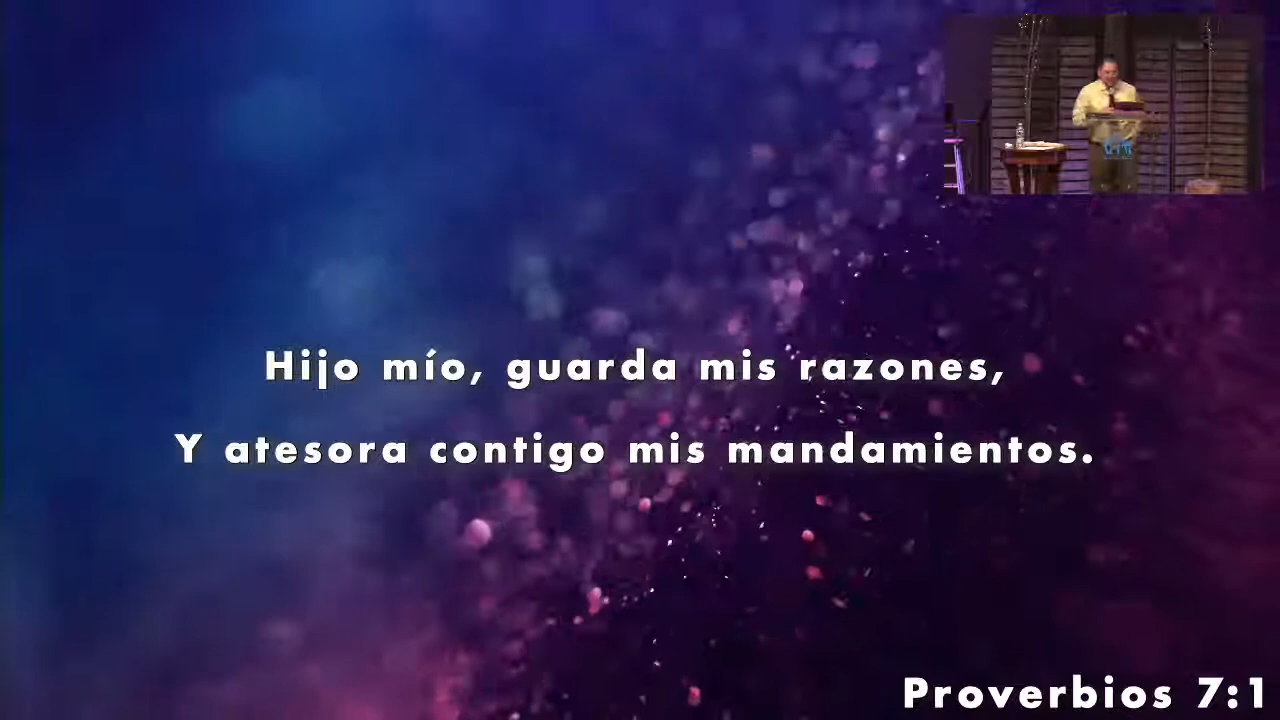 Hijo mío, guarda mis razones,
Y atesora contigo mis mandamientos.
Proverbios 7:1